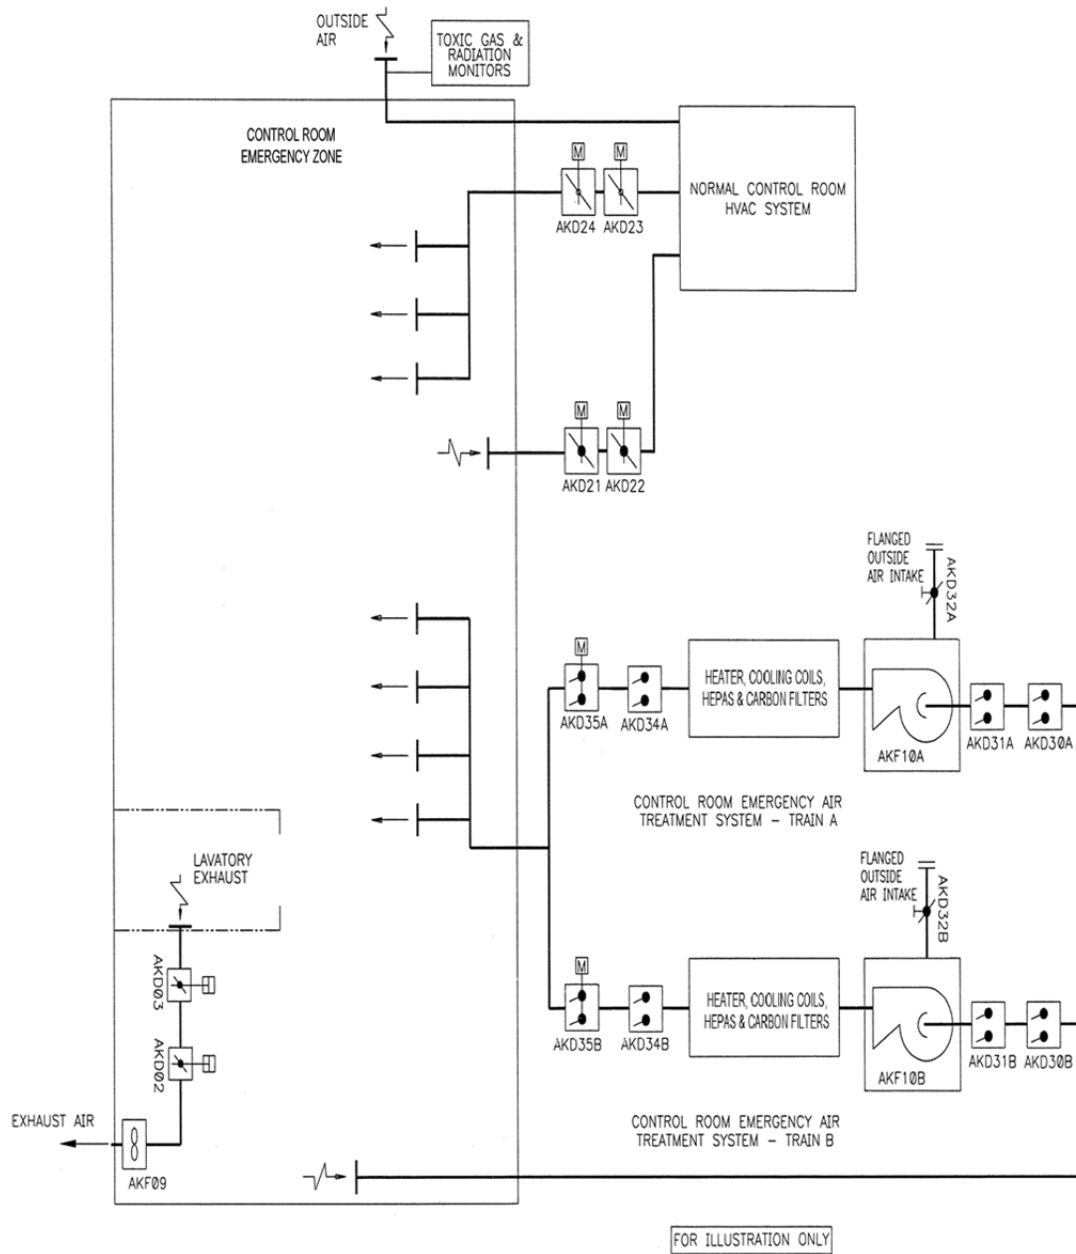 OUTSIDE
AIR
TOXIC GAS &
RADIATION
MONITORS
CONTROL ROOM
EMERGENCY ZONE
M
M
NORMAL CONTROL ROOM
HVAC SYSTEM
AKD24
AKD23
M
M
AKD21
AKD22
FLANGED
OUTSIDE
AIR INTAKE
AKD32A
M
HEATER, COOLING COILS,
HEPAS & CARBON FILTERS
AKD35A
AKD34A
AKF10A
AKD31A
AKD30A
CONTROL ROOM EMERGENCY AIR
TREATMENT SYSTEM – TRAIN A
LAVATORY
EXHAUST
FLANGED
OUTSIDE
AIR INTAKE
AKD32B
AKD03
M
HEATER, COOLING COILS,
HEPAS & CARBON FILTERS
AKD35B
AKD34B
AKF10B
AKD31B
AKD30B
AKD02
EXHAUST AIR
AKF09
CONTROL ROOM EMERGENCY AIR
TREATMENT SYSTEM – TRAIN B
FOR ILLUSTRATION ONLY